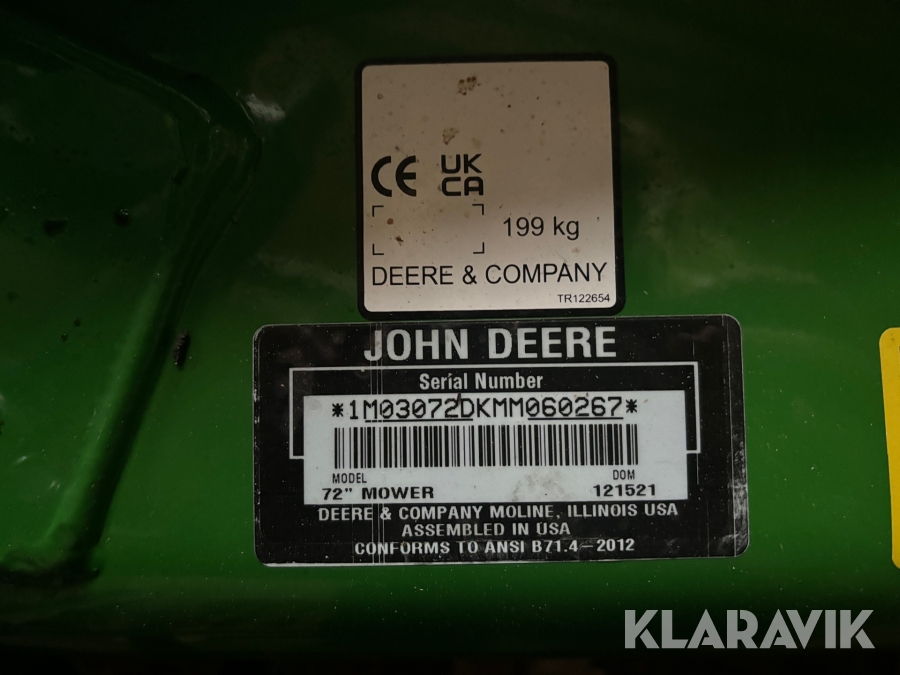 CE UK
CA
199 kg
DEERE & COMPANY
TR122654
JOHN DEERE
Serial Number
*1M03072DKMM060267*
MODEL DOM
72" MOWER 121521
DEERE & COMPANY MOLINE, ILLINOIS USA
ASSEMBLED IN USA
CONFORMS TO ANSI B71.4-2012
KLARAVIK